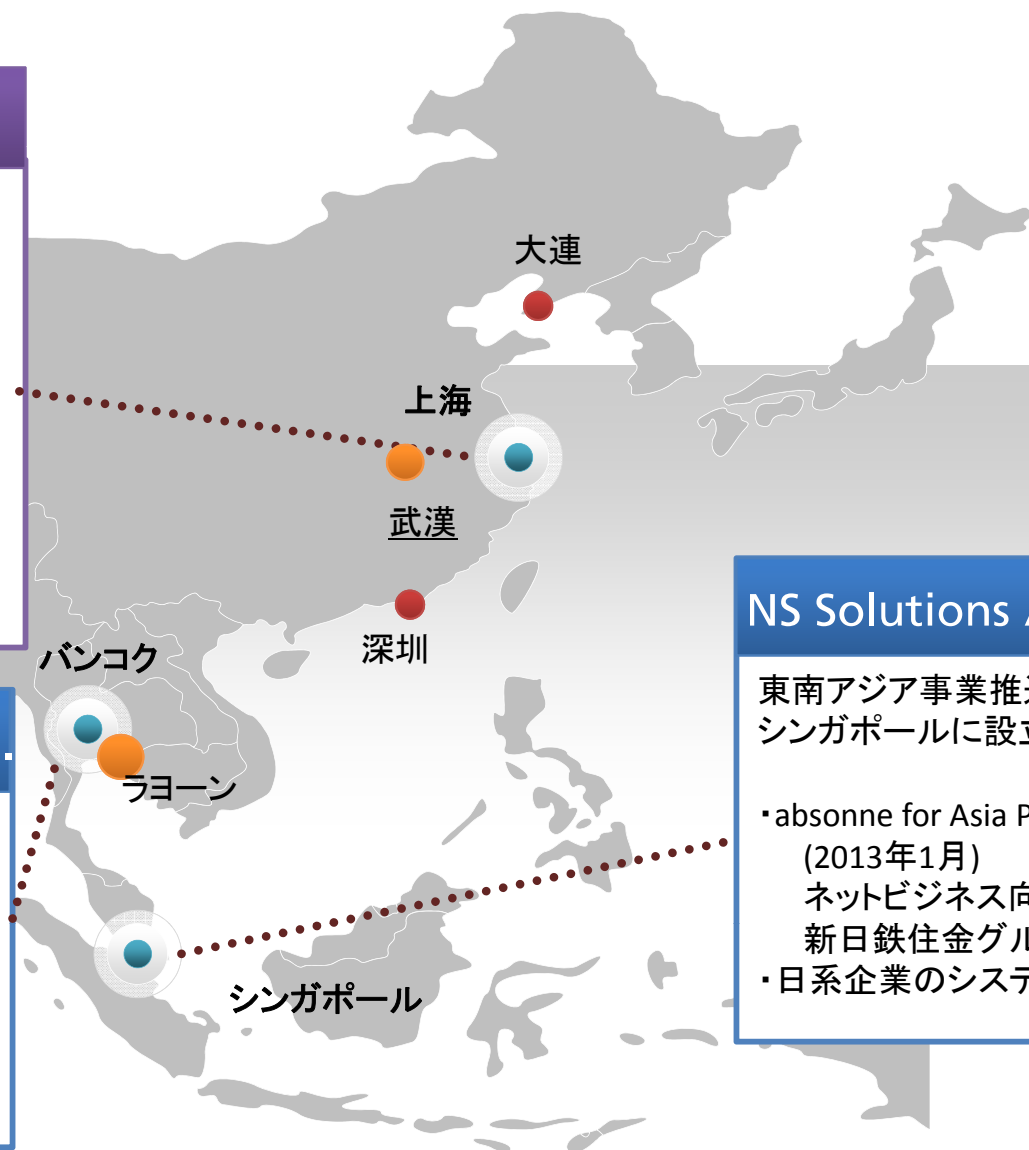 大連
上海
武漢
深圳
バンコク
.
ラヨーン
シンガポール
NS Solutions
東南アジア事業推
シンガポールに設立
・absonne for Asia P
(2013年1月)
ネットビジネス向
新日鉄住金グル
・日系企業のシステ